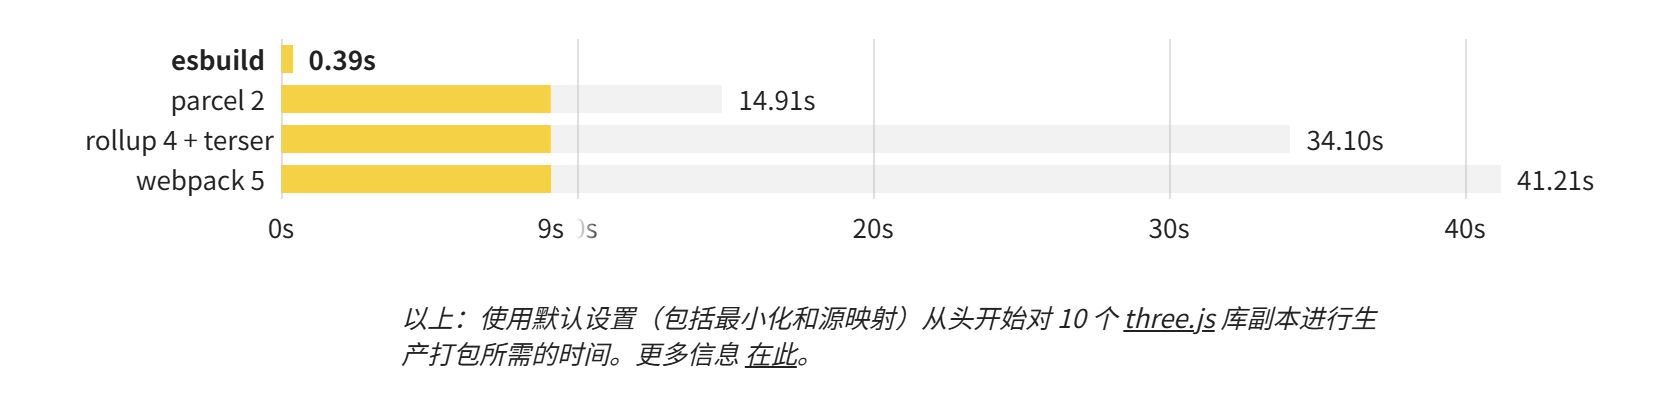 esbuild 0.39s
parcel 2 14.91s
rollup 4 + terser 34.10s
webpack 5 41.21s
0s 9s 20s 30s 40s
以上：使用默认设置（包括最小化和源映射）从头开始对 10 个 three.js 库副本进行生
产打包所需的时间。更多信息 在此。